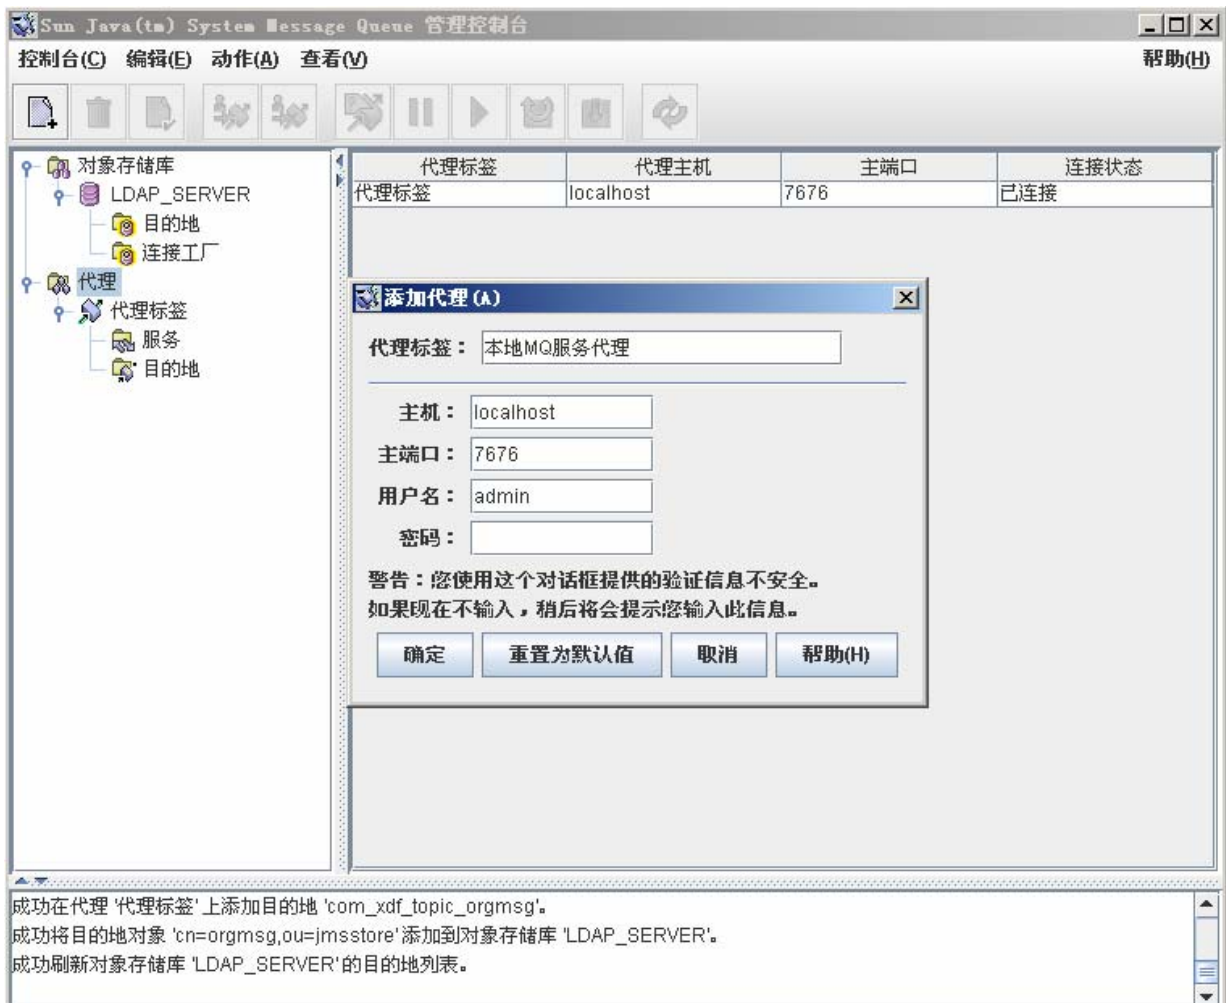 Sun Java(tm) System Message Queue 管理控制台
控制台(C) 编辑(E) 动作(A) 查看(V) 帮助(H)
对象存储库
LDAP_SERVER
目的地
连接工厂
代理
代理标签
服务
目的地
代理标签 代理主机 主端口 连接状态
代理标签 localhost 7676 已连接
添加代理(A)
代理标签： 本地MQ服务代理
主机： localhost
主端口： 7676
用户名： admin
密码：
警告：您使用这个对话框提供的验证信息不安全。
如果现在不输入，稍后将会提示您输入此信息。
确定 重置为默认值 取消 帮助(H)
成功在代理 '代理标签' 上添加目的地 'com_xdf_topic_orgmsg'。
成功将目的地对象 'cn=orgmsg,ou=jmsstore' 添加到对象存储库 'LDAP_SERVER'。
成功刷新对象存储库 'LDAP_SERVER' 的目的地列表。